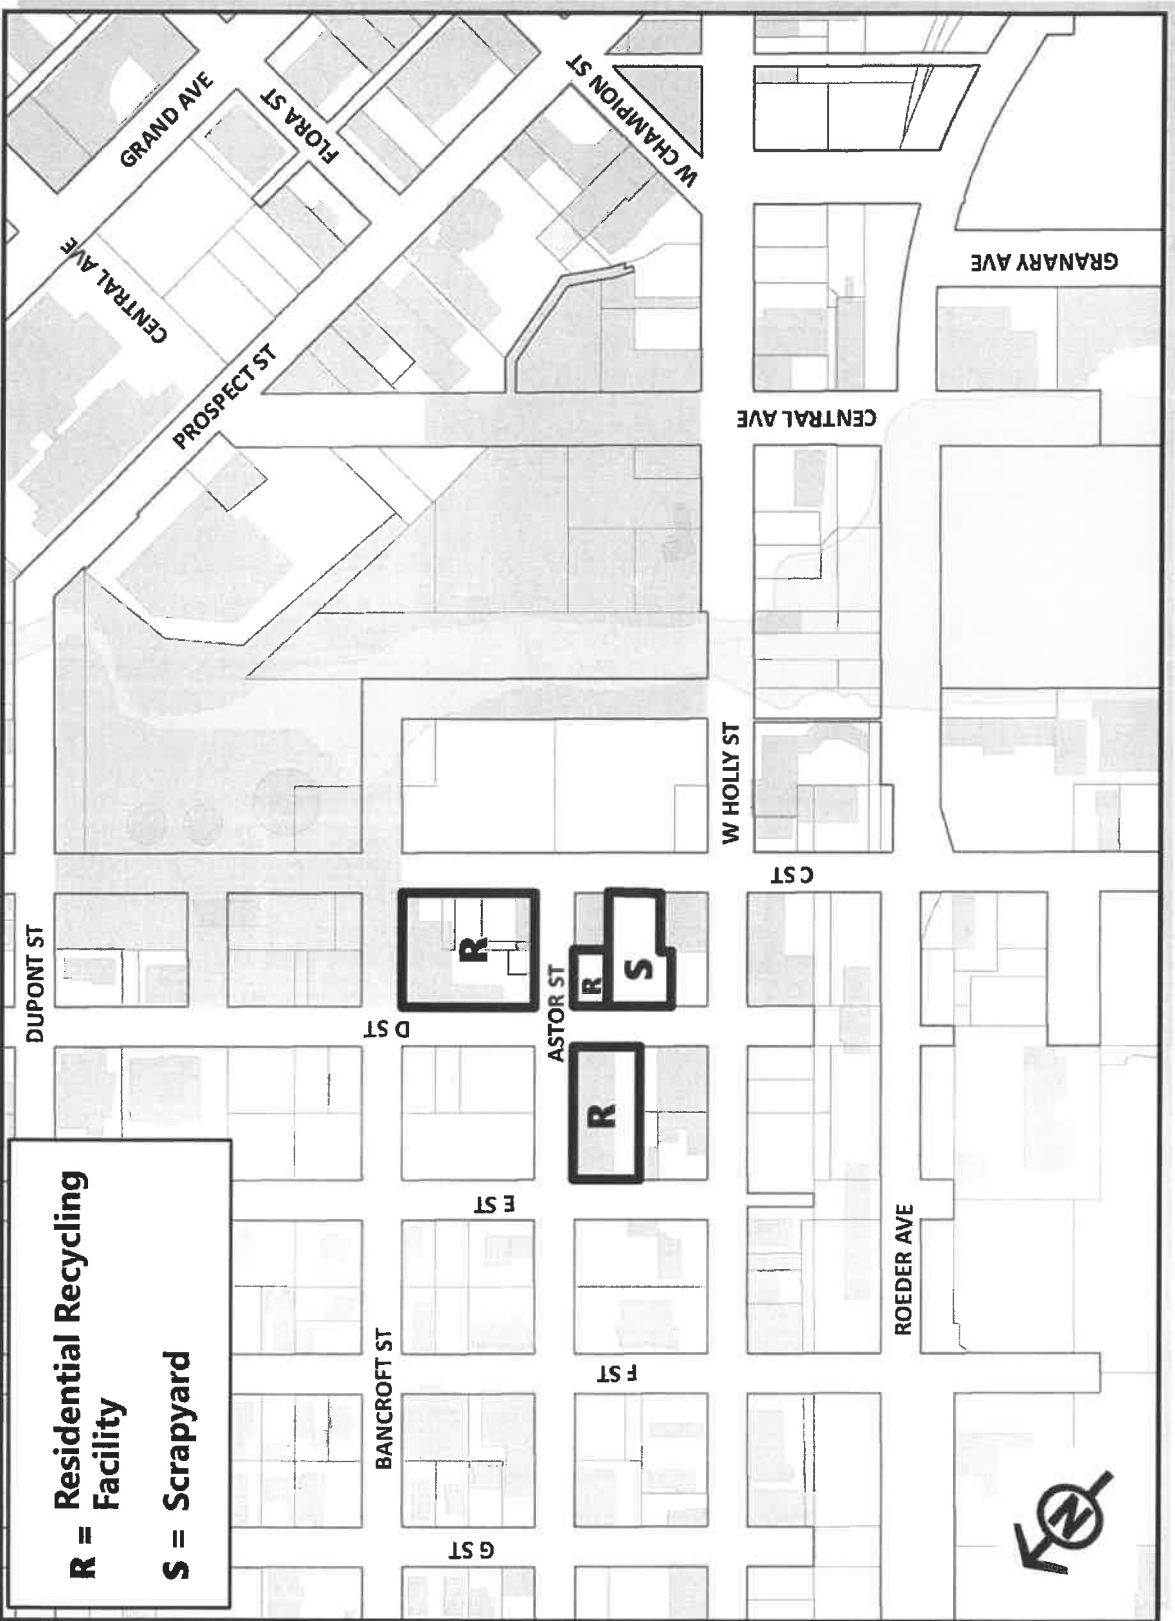 R = Residential Recycling
Facility
S = Scrapyard
GRAND AVE
FLORA ST
W CHAMPION ST
CENTRAL AVE
PROSPECT ST
GRANARY AVE
CENTRAL AVE
W HOLLY ST
C ST
DUPONT ST
D ST
ASTOR ST
R
R
S
R
E ST
ROEDER AVE
F ST
BANCROFT ST
G ST
N